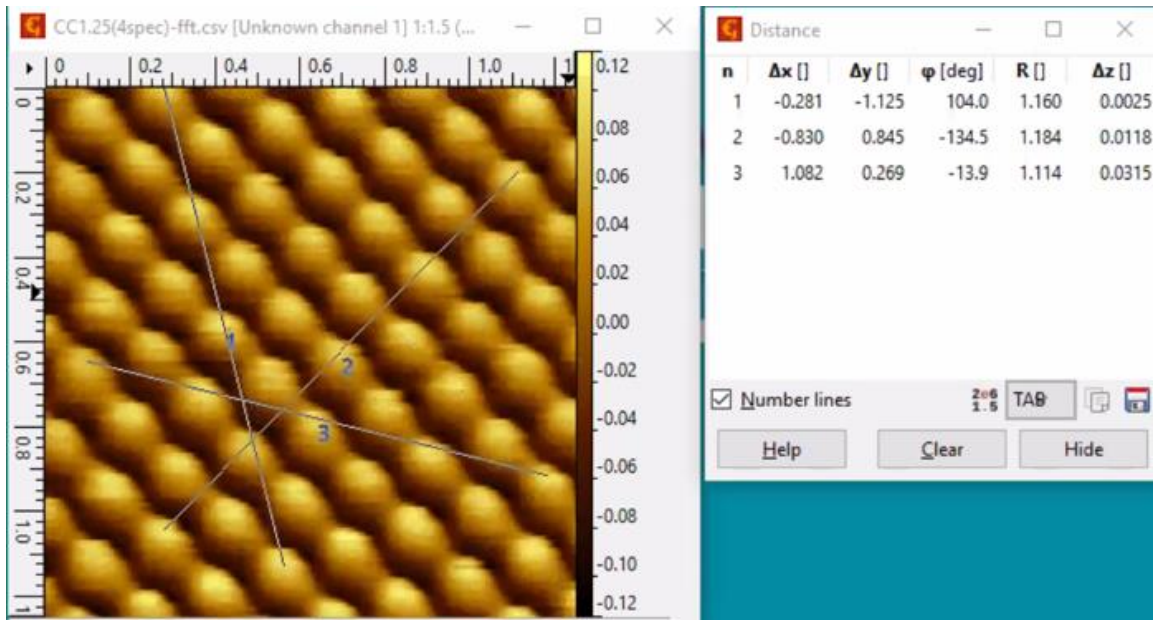 CC1.25(4spec)-fft.csv [Unknown channel 1] 1:1.5 (...
0 0.2 0.4 0.6 0.8 1.0 1
0
0.2
0.4
0.6
0.8
1.0
1
1
2
3
0.12
0.08
0.06
0.04
0.02
0.00
-0.02
-0.04
-0.06
-0.08
-0.10
-0.12
Distance
n Δx [] Δy [] φ [deg] R [] Δz []
1 -0.281 -1.125 104.0 1.160 0.0025
2 -0.830 0.845 -134.5 1.184 0.0118
3 1.082 0.269 -13.9 1.114 0.0315
Number lines
2e6
1.5
Help Clear Hide